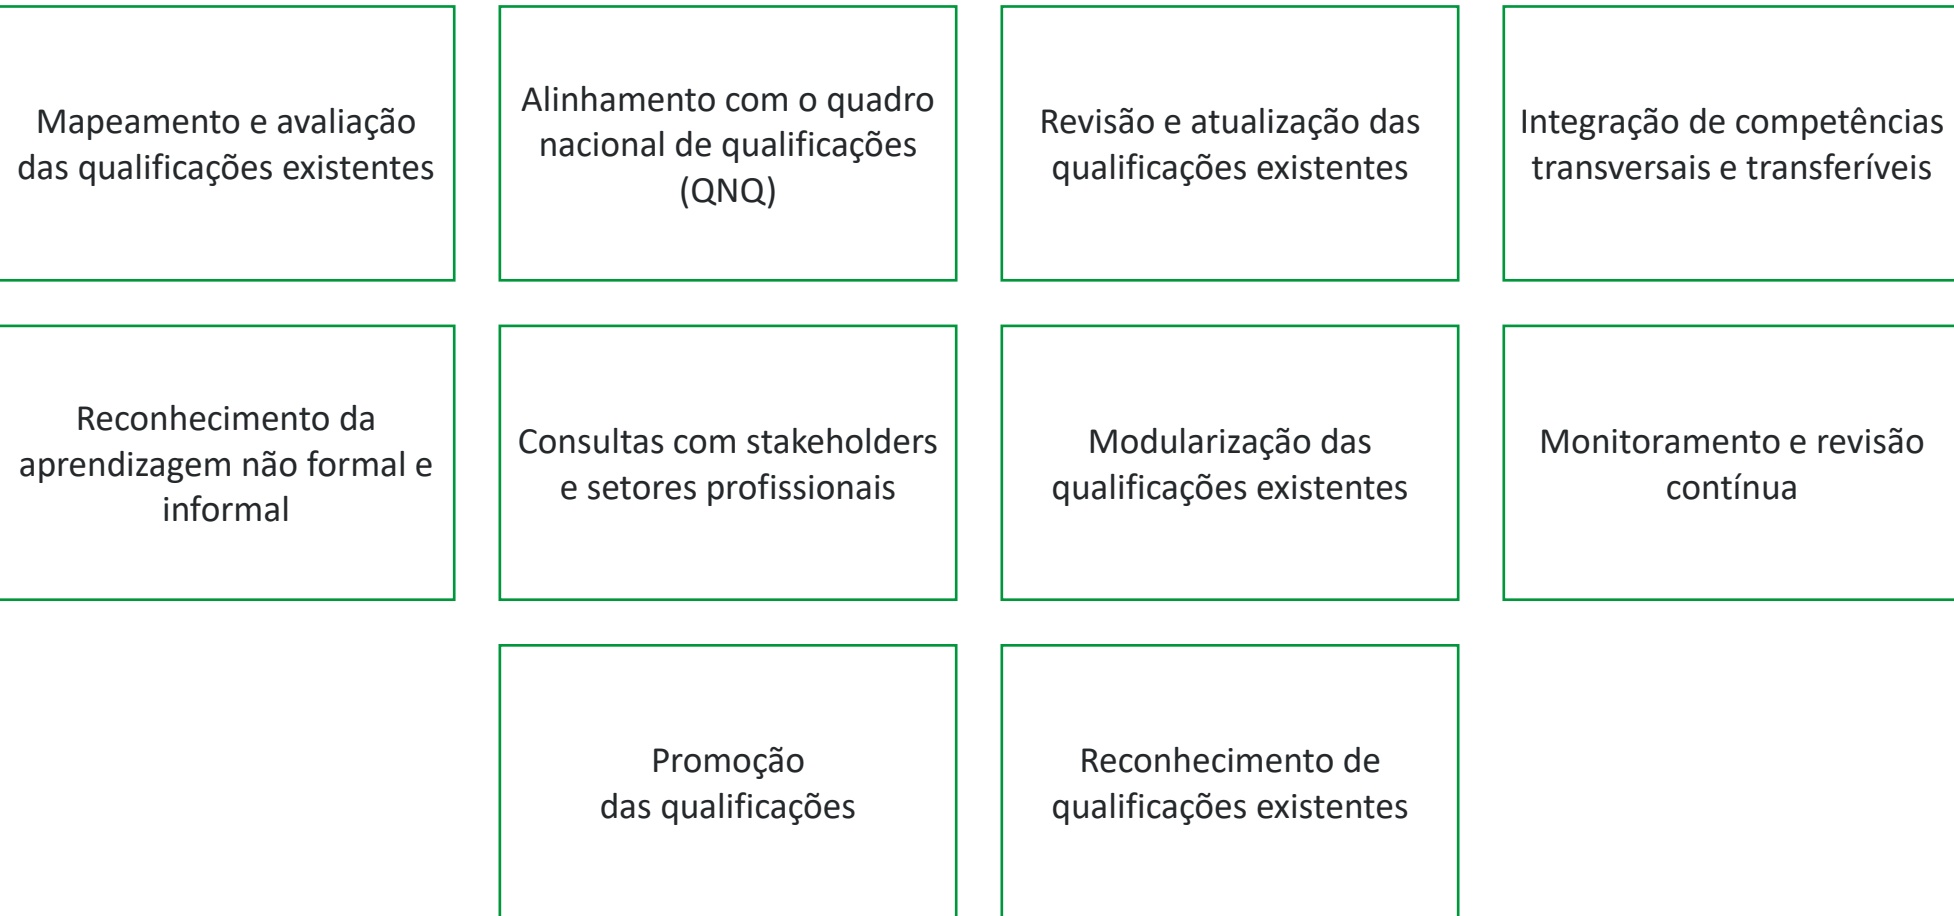 Mapeamento e avaliação
das qualificações existentes
Alinhamento com o quadro
nacional de qualificações
(QNQ)
Revisão e atualização das
qualificações existentes
Integração de competências
transversais e transferíveis
Reconhecimento da
aprendizagem não formal e
informal
Consultas com stakeholders
e setores profissionais
Modularização das
qualificações existentes
Monitoramento e revisão
contínua
Promoção
das qualificações
Reconhecimento de
qualificações existentes